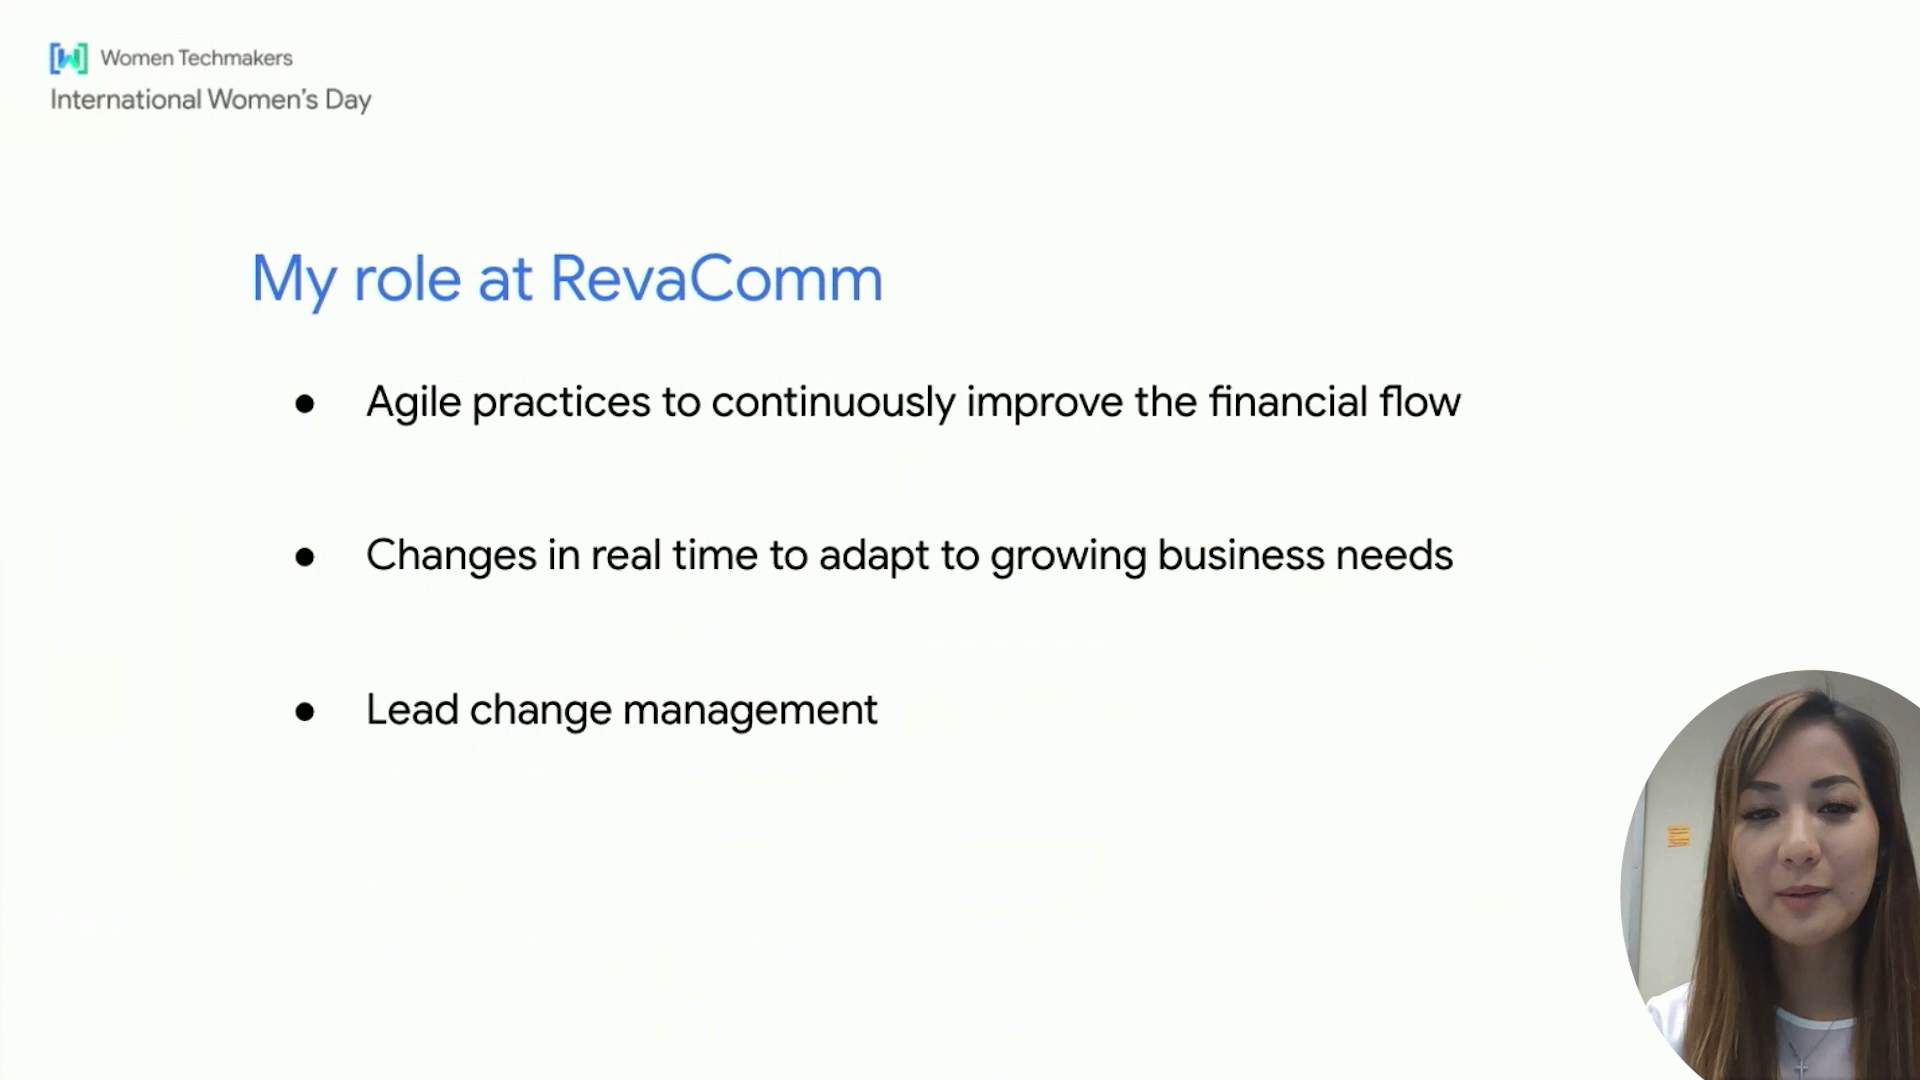 Women Techmakers
International Women's Day
My role at RevaComm
● Agile practices to continuously improve the financial flow
● Changes in real time to adapt to growing business needs
● Lead change management